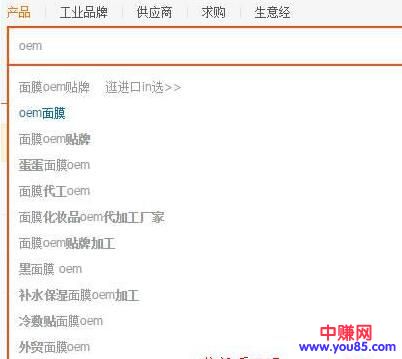 产品 工业品牌 供应商 求购 生意经
oem
面膜oem贴牌 逛进口in选>>
oem面膜
面膜oem贴牌
蛋蛋面膜oem
面膜代工oem
面膜化妆品oem代加工厂家
面膜oem贴牌加工
黑面膜 oem
补水保湿面膜oem加工
冷敷贴面膜oem
外贸面膜oem
中赚网
www.you85.com